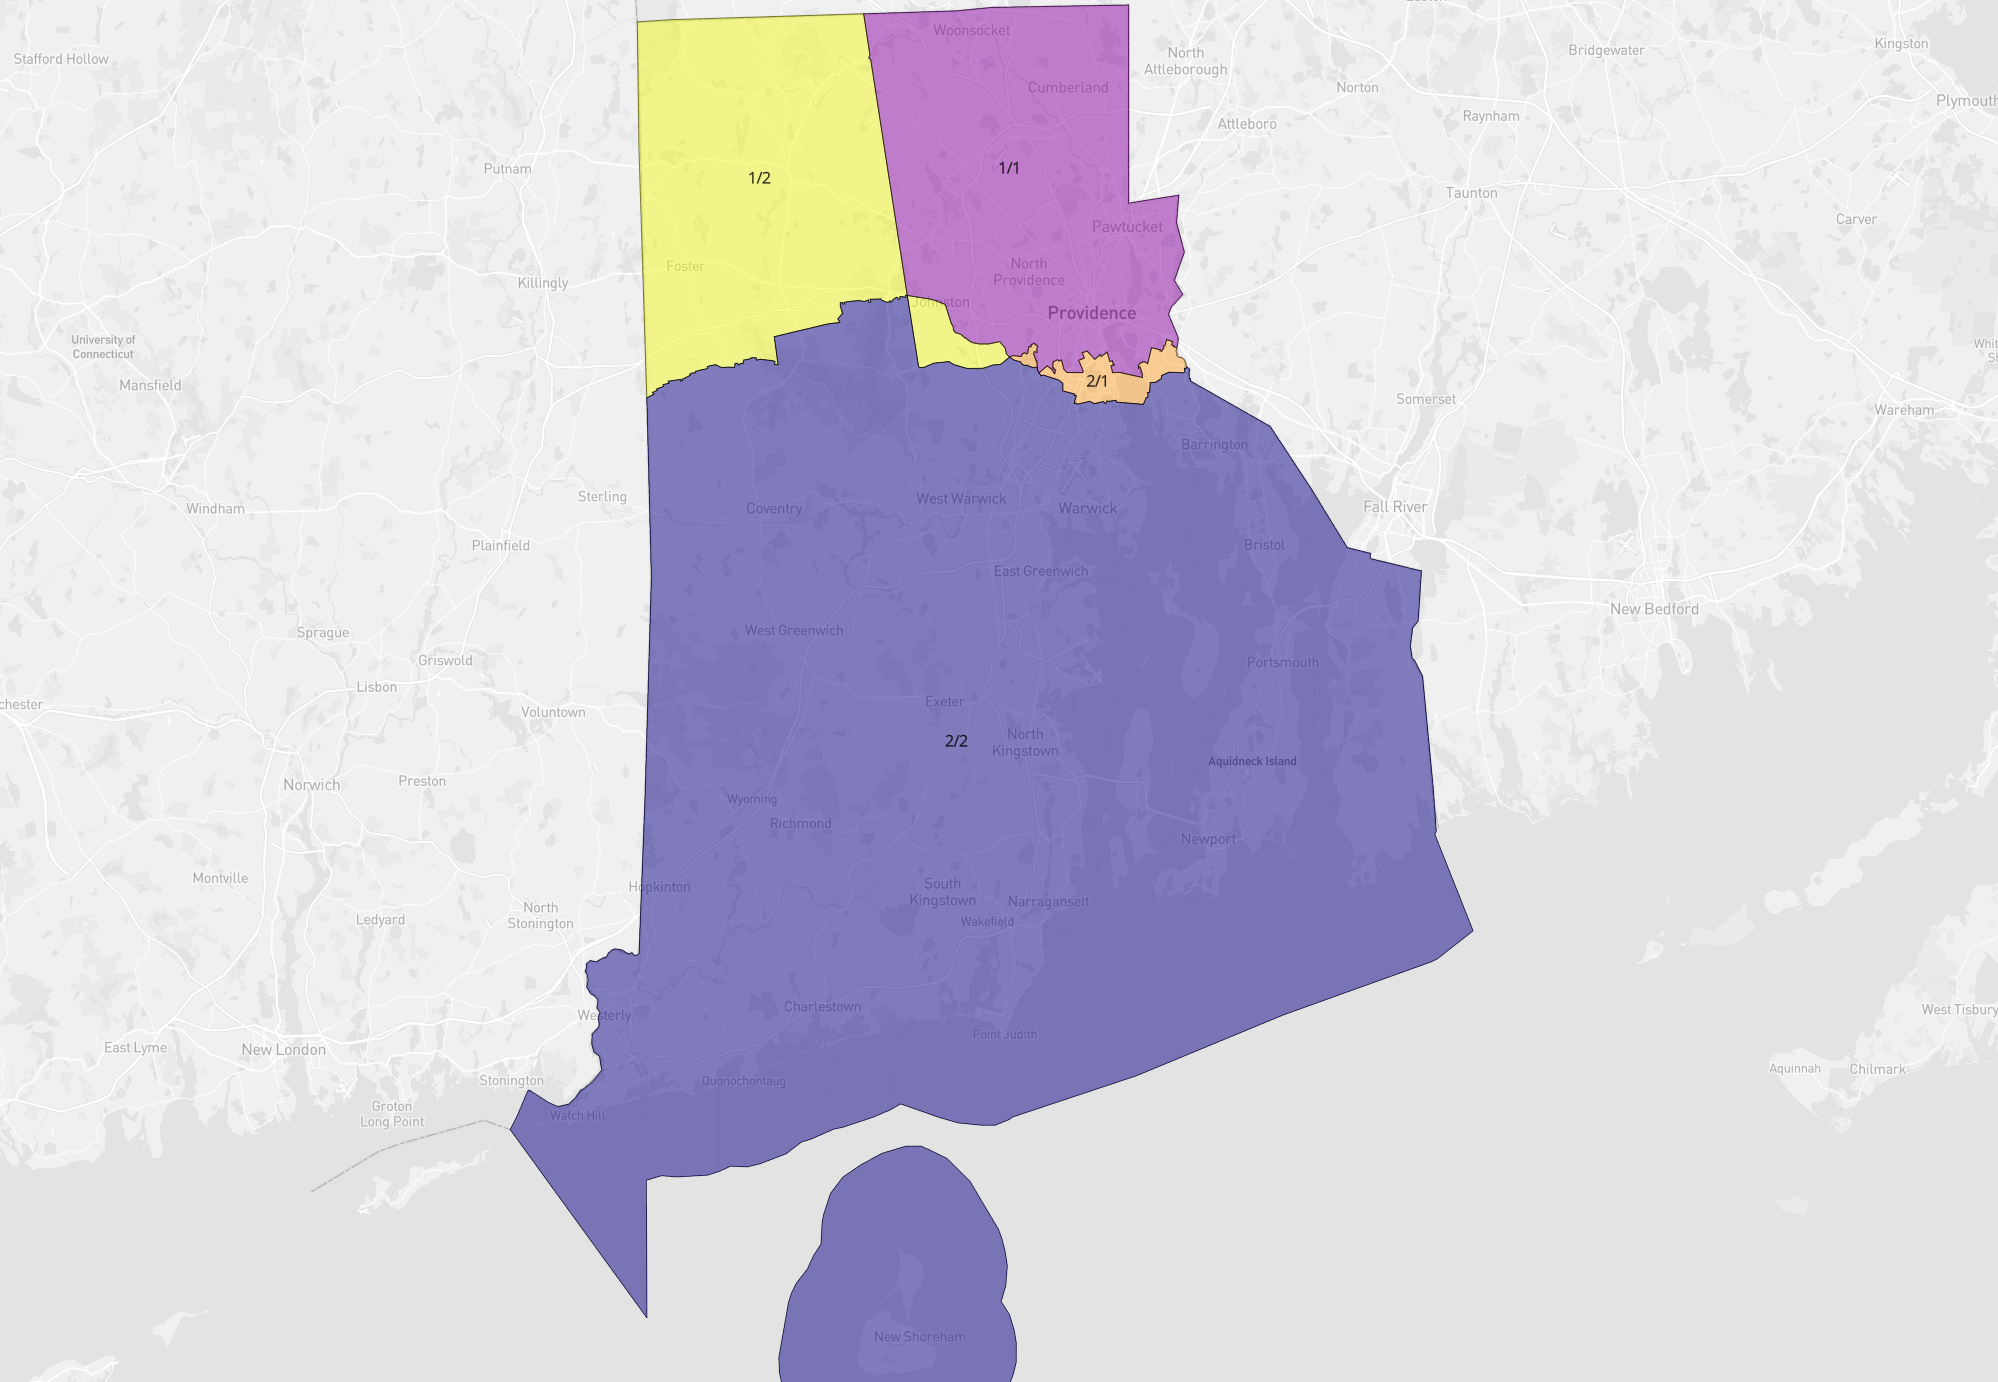 Woonsocket
Stafford Hollow
North
Attleborough
Bridgewater
Kingston
Cumberland
Norton
Plymouth
Attleboro
Raynham
Putnam
1/2
1/1
Taunton
Carver
Pawtucket
Foster
North
Providence
Killingly
Johnston
Providence
University of
Connecticut
Mansfield
2/1
Somerset
Wareham
Barrington
Sterling
West Warwick
Windham
Coventry
Warwick
Fall River
Plainfield
Bristol
East Greenwich
New Bedford
Sprague
West Greenwich
Griswold
Portsmouth
Lisbon
Exeter
chester
Voluntown
North
Kingstown
2/2
Aquidneck Island
Norwich
Preston
Wyoming
Richmond
Newport
Montville
Hopkinton
South
Kingstown
Narragansett
North
Stonington
Ledyard
Wakefield
Charlestown
West Tisbury
Westerly
Point Judith
East Lyme
New London
Aquinnah
Chilmark
Stonington
Quonochontaug
Groton
Long Point
Watch Hill
New Shoreham